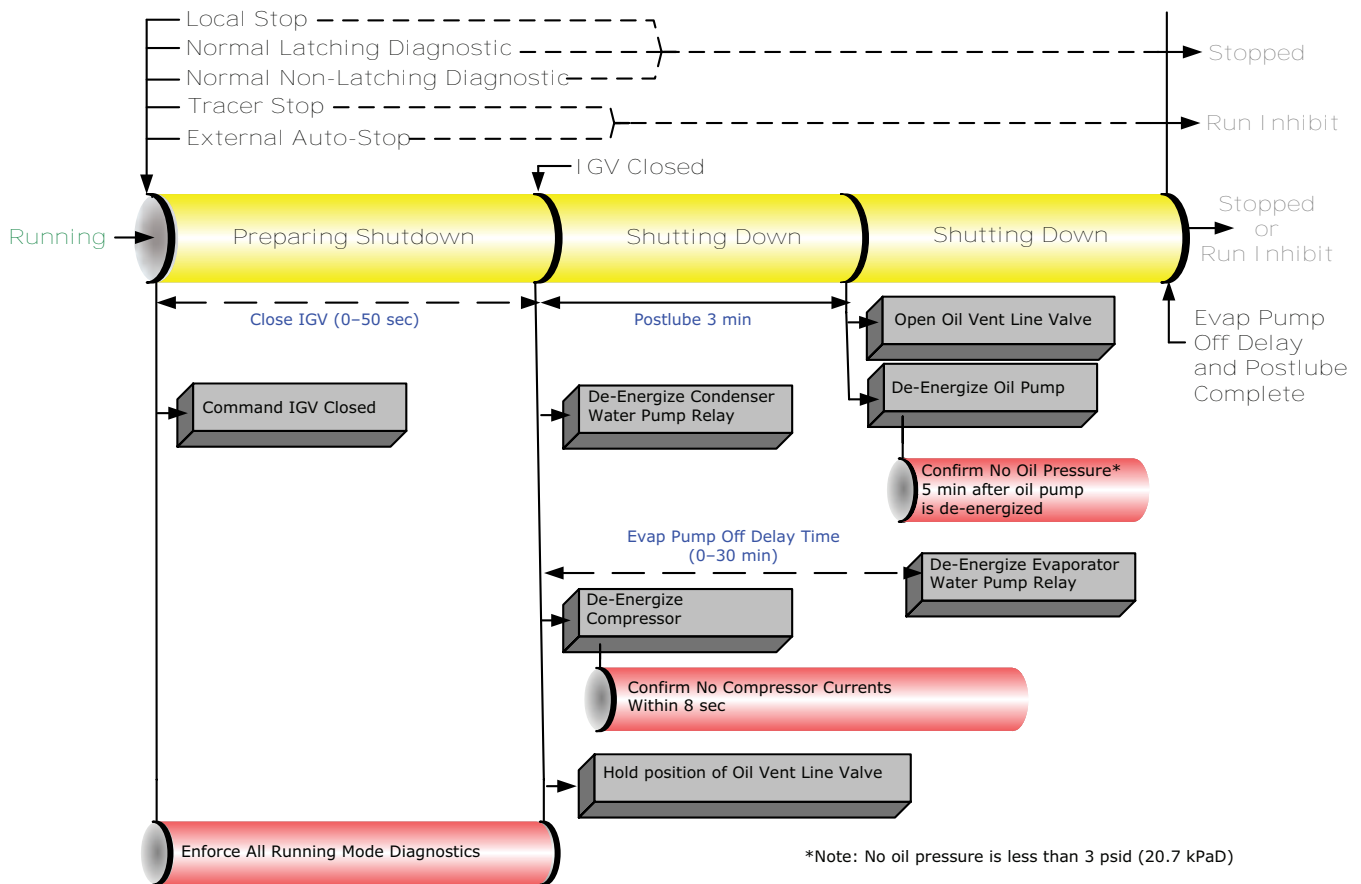 Local Stop
Normal Latching Diagnostic
Normal Non-Latching Diagnostic
Tracer Stop
External Auto-Stop
Stopped
Run Inhibit
IGV Closed
Running
Preparing Shutdown
Shutting Down
Shutting Down
Stopped
or
Run Inhibit
Close IGV (0–50 sec)
Postlube 3 min
Evap Pump
Off Delay
and Postlube
Complete
Command IGV Closed
De-Energize Condenser
Water Pump Relay
Open Oil Vent Line Valve
De-Energize Oil Pump
Confirm No Oil Pressure*
5 min after oil pump
is de-energized
Evap Pump Off Delay Time
(0–30 min)
De-Energize Evaporator
Water Pump Relay
De-Energize
Compressor
Confirm No Compressor Currents
Within 8 sec
Hold position of Oil Vent Line Valve
Enforce All Running Mode Diagnostics
*Note: No oil pressure is less than 3 psid (20.7 kPaD)